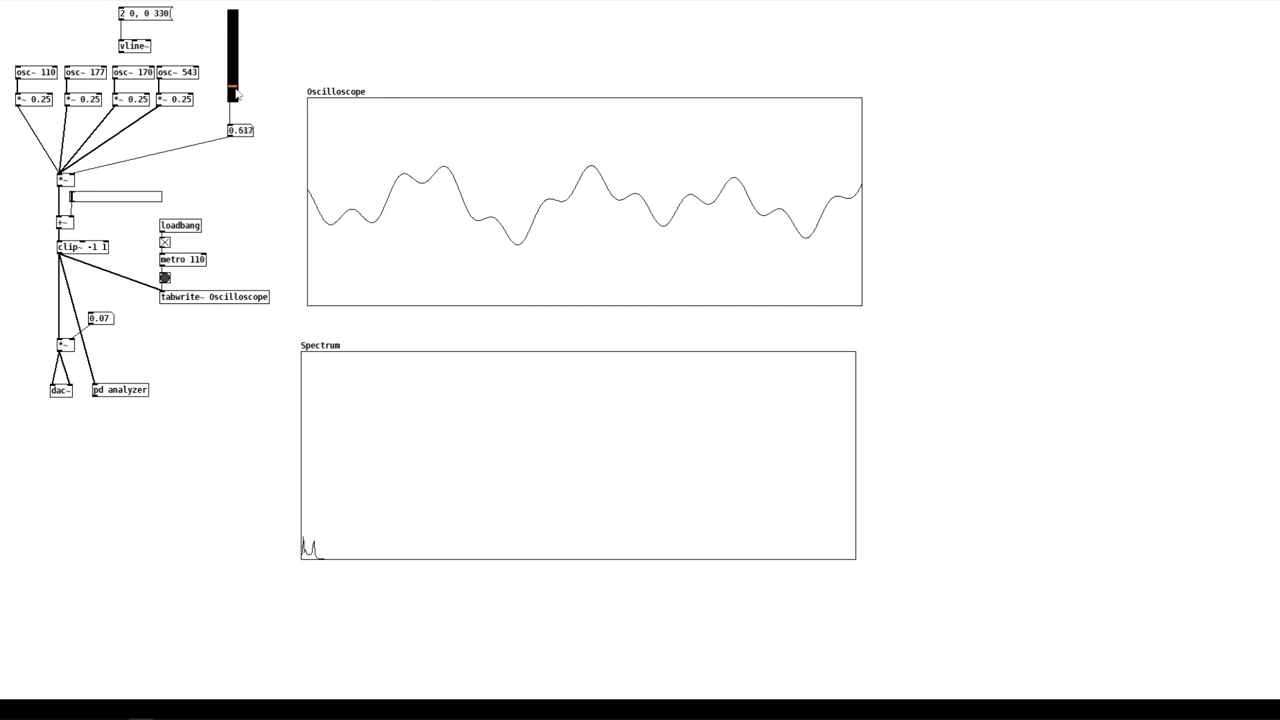 2 0, 0 330
vline~
osc~ 110
osc~ 177
osc~ 170
osc~ 543
*~ 0.25
*~ 0.25
*~ 0.25
*~ 0.25
0.617
*~
+~
clip~ -1 1
loadbang
metro 110
tabwrite~ Oscilloscope
0.07
*~
dac~
pd analyzer
Oscilloscope
Spectrum